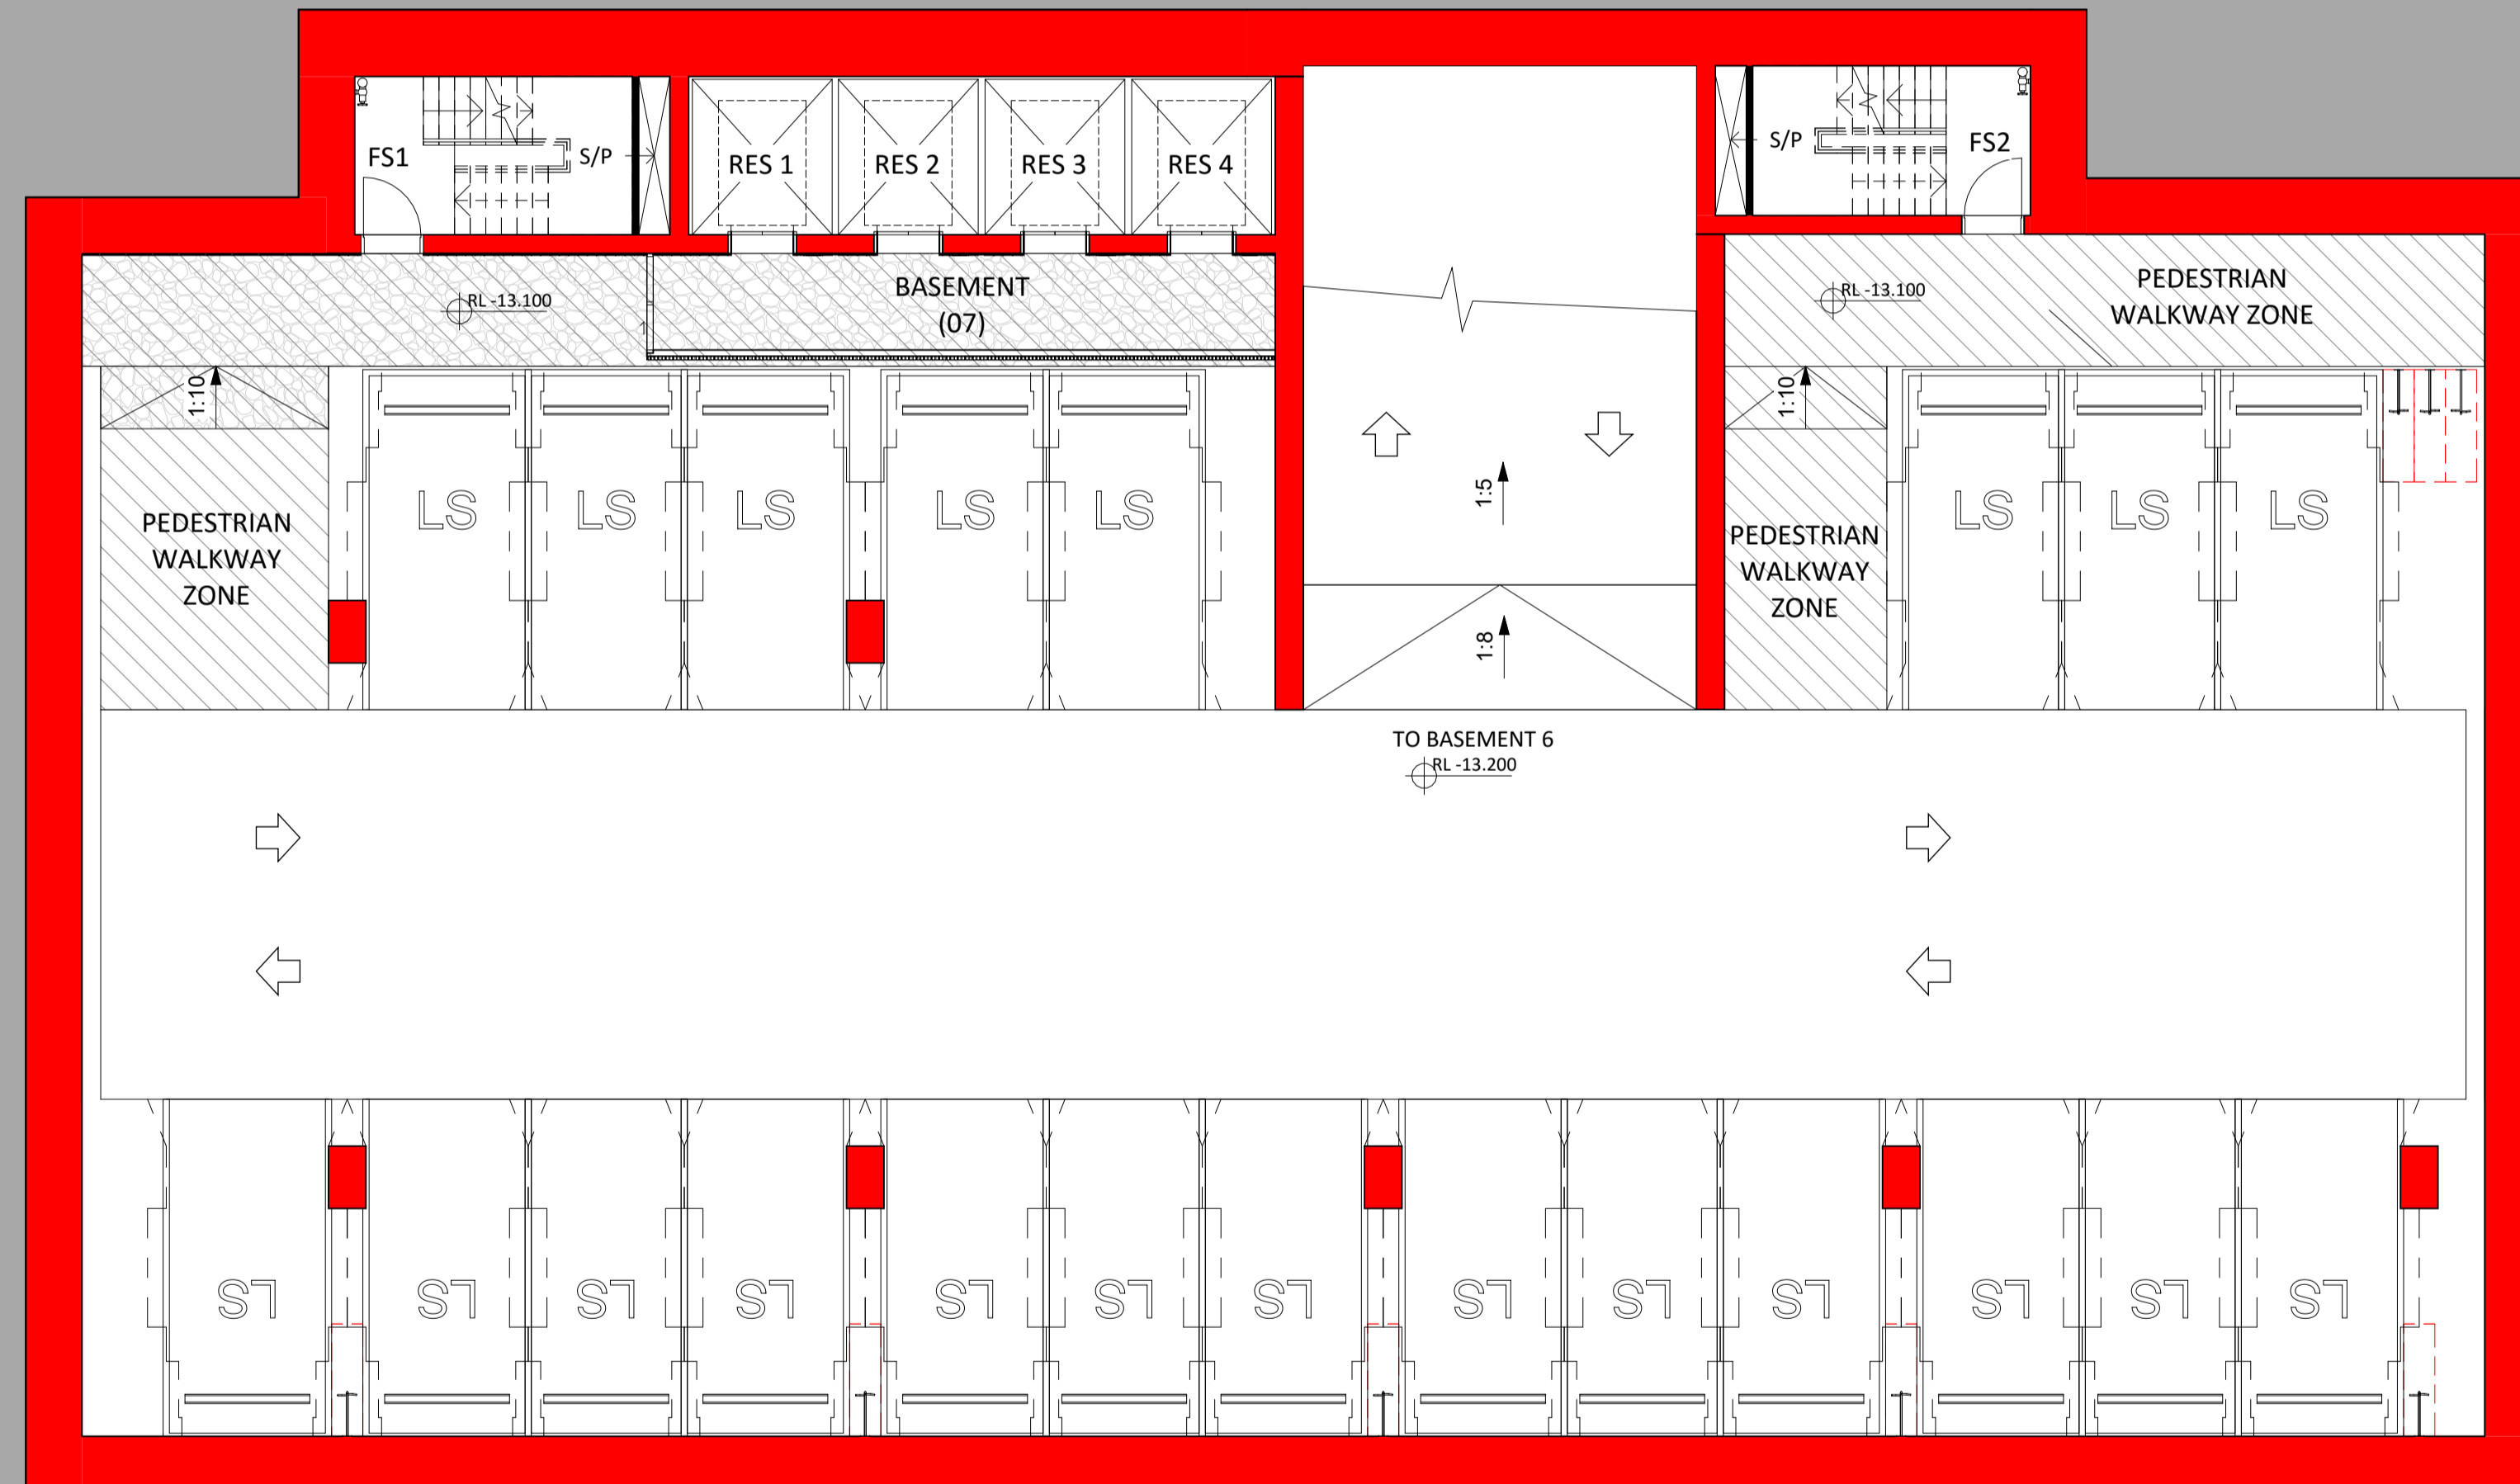 FS1
S/P
RES 1
RES 2
RES 3
RES 4
S/P
FS2
RL -13.100
BASEMENT
(07)
RL -13.100
PEDESTRIAN
WALKWAY ZONE
1:10
1:10
LS
LS
LS
LS
LS
1:5
LS
LS
LS
PEDESTRIAN
WALKWAY
ZONE
PEDESTRIAN
WALKWAY
ZONE
1:8
TO BASEMENT 6
RL -13.200
LS
LS
LS
LS
LS
LS
LS
LS
LS
LS
LS
LS
LS